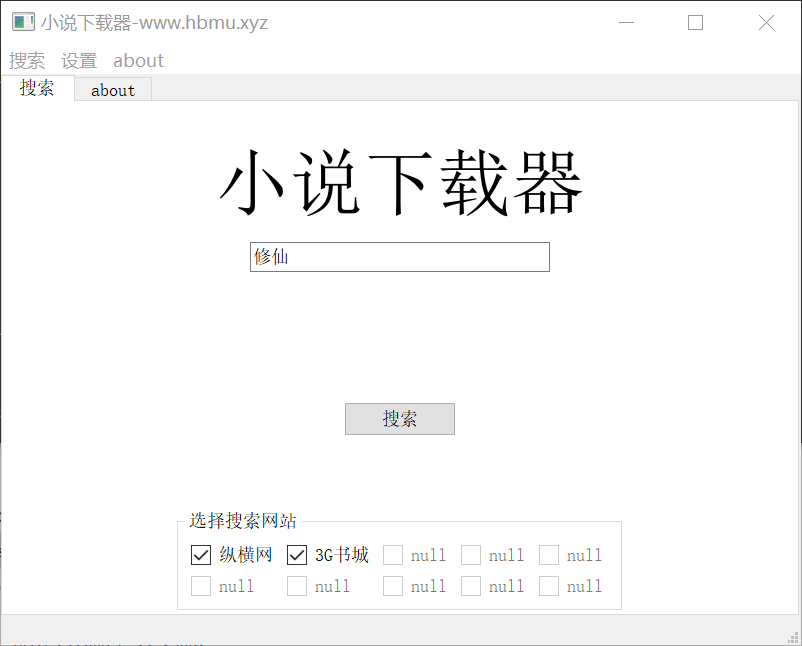 小说下载器-www.hbmu.xyz
搜索 设置 about
搜索 about
小说下载器
修仙
搜索
选择搜索网站
纵横网 3G书城 null null null
null null null null null